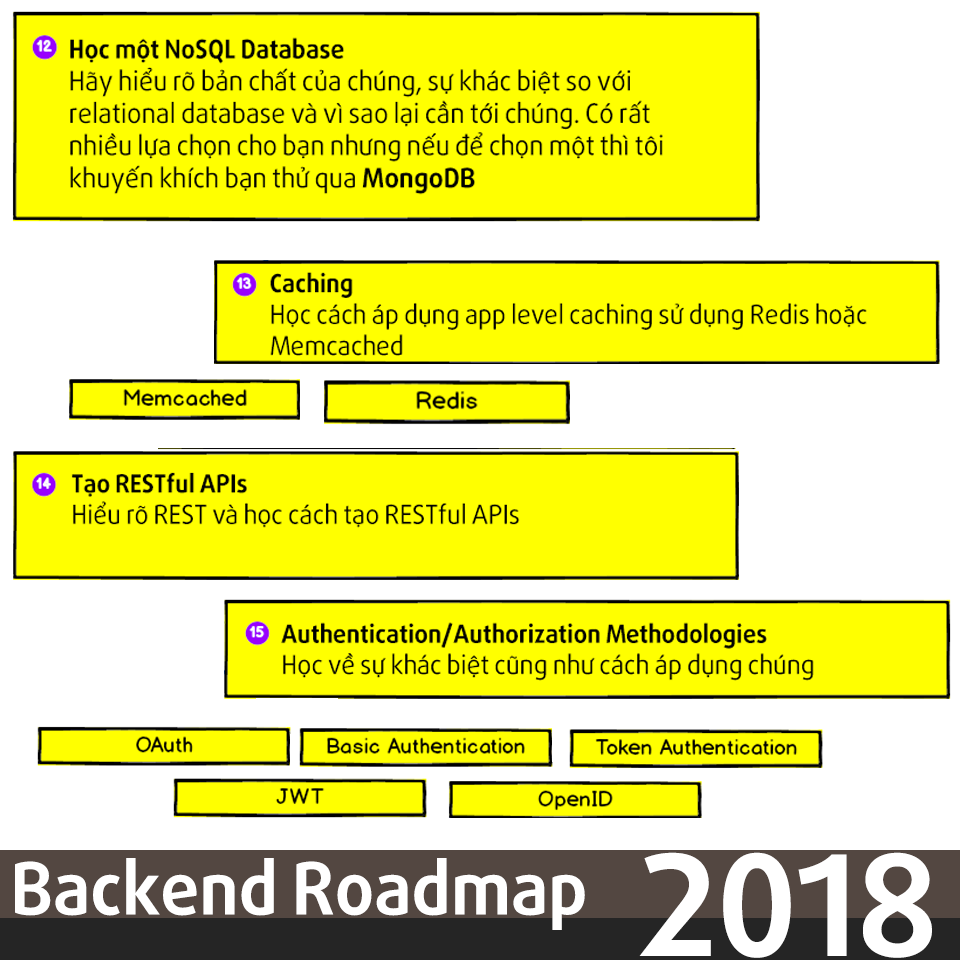 12 Học một NoSQL Database
Hãy hiểu rõ bản chất của chúng, sự khác biệt so với
relational database và vì sao lại cần tới chúng. Có rất
nhiều lựa chọn cho bạn nhưng nếu để chọn một thì tôi
khuyến khích bạn thử qua MongoDB
13 Caching
Học cách áp dụng app level caching sử dụng Redis hoặc
Memcached
Memcached Redis
14 Tạo RESTful APIs
Hiểu rõ REST và học cách tạo RESTful APIs
15 Authentication/Authorization Methodologies
Học về sự khác biệt cũng như cách áp dụng chúng
OAuth Basic Authentication Token Authentication
JWT OpenID
Backend Roadmap 2018